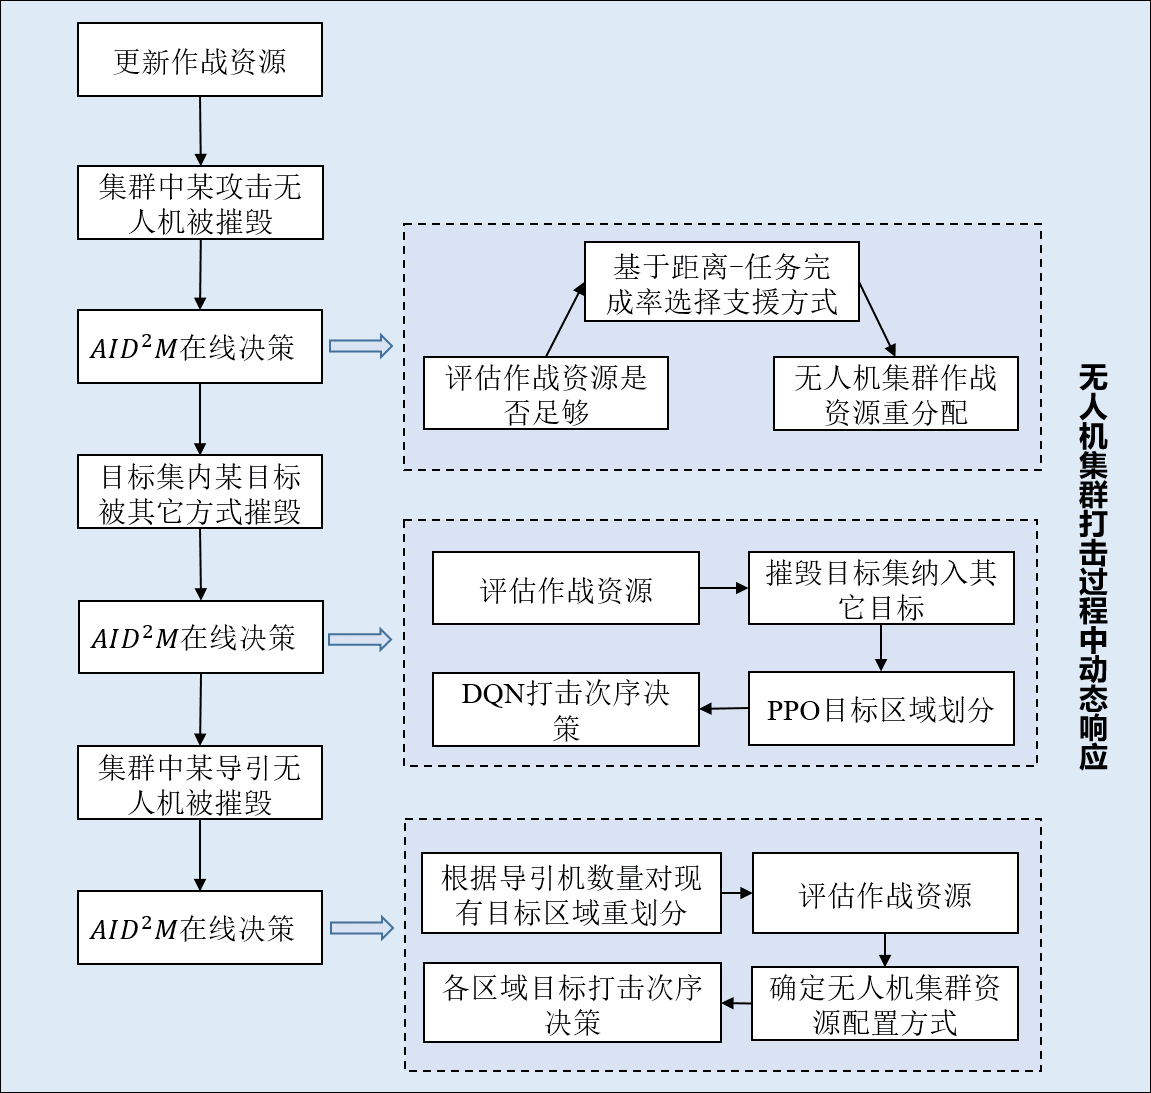 更新作战资源
集群中某攻击无
人机被摧毁
AID²M在线决策
基于距离-任务完
成率选择支援方式
评估作战资源是
否足够
无人机集群作战
资源重分配
目标集内某目标
被其它方式摧毁
AID²M在线决策
评估作战资源
摧毁目标集纳入其
它目标
DQN打击次序决
策
PPO目标区域划分
集群中某导引无
人机被摧毁
AID²M在线决策
根据导引机数量对现
有目标区域重划分
评估作战资源
各区域目标打击次序
决策
确定无人机集群资
源配置方式
无人机集群打击过程中动态响应